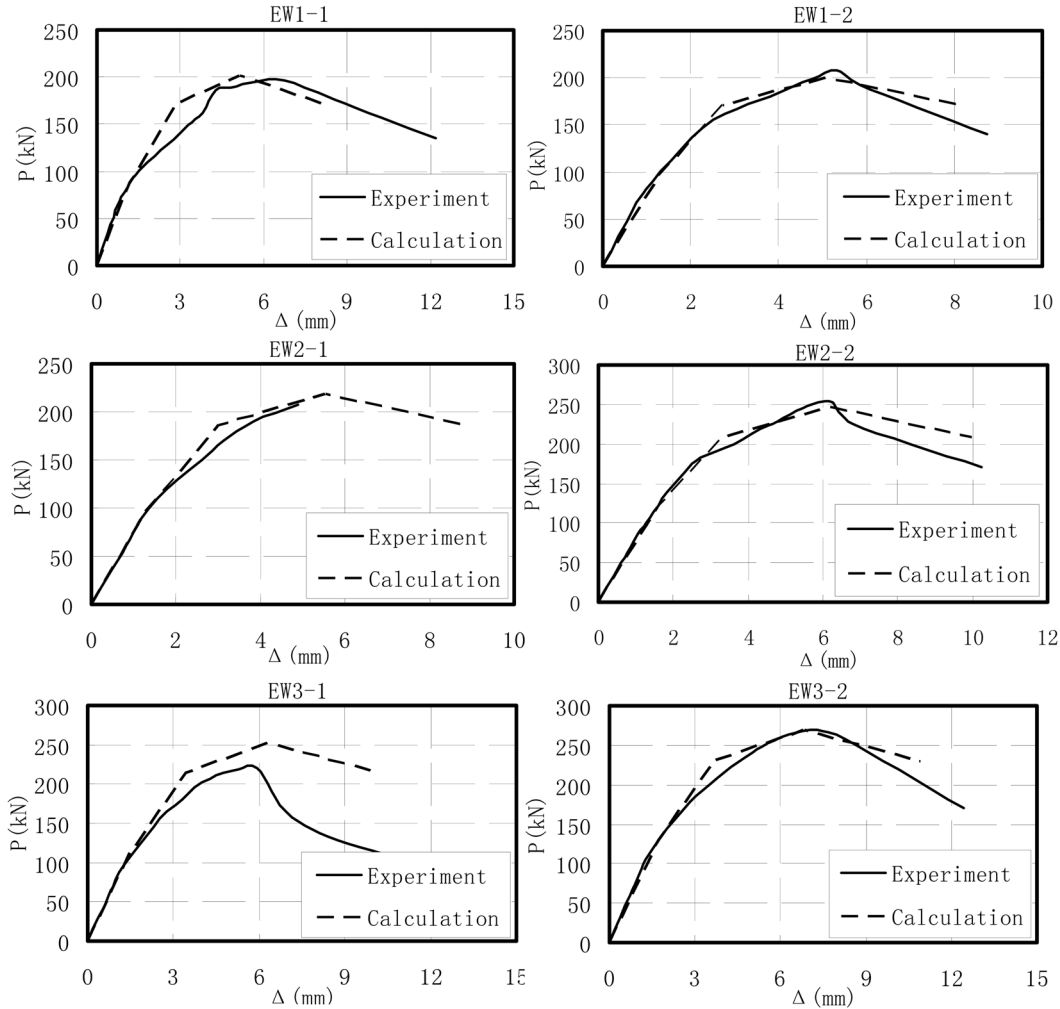 EW1-1
250
200
150
100
50
0
P(kN)
Experiment
Calculation
0 3 6 9 12 15
Δ (mm)
EW1-2
250
200
150
100
50
0
P(kN)
Experiment
Calculation
0 2 4 6 8 10
Δ (mm)
EW2-1
250
200
150
100
50
0
P(kN)
Experiment
Calculation
0 2 4 6 8 10
Δ (mm)
EW2-2
300
250
200
150
100
50
0
P(kN)
Experiment
Calculation
0 2 4 6 8 10 12
Δ (mm)
EW3-1
300
250
200
150
100
50
0
P(kN)
Experiment
Calculation
0 3 6 9 12 15
Δ (mm)
EW3-2
300
250
200
150
100
50
0
P(kN)
Experiment
Calculation
0 3 6 9 12 15
Δ (mm)